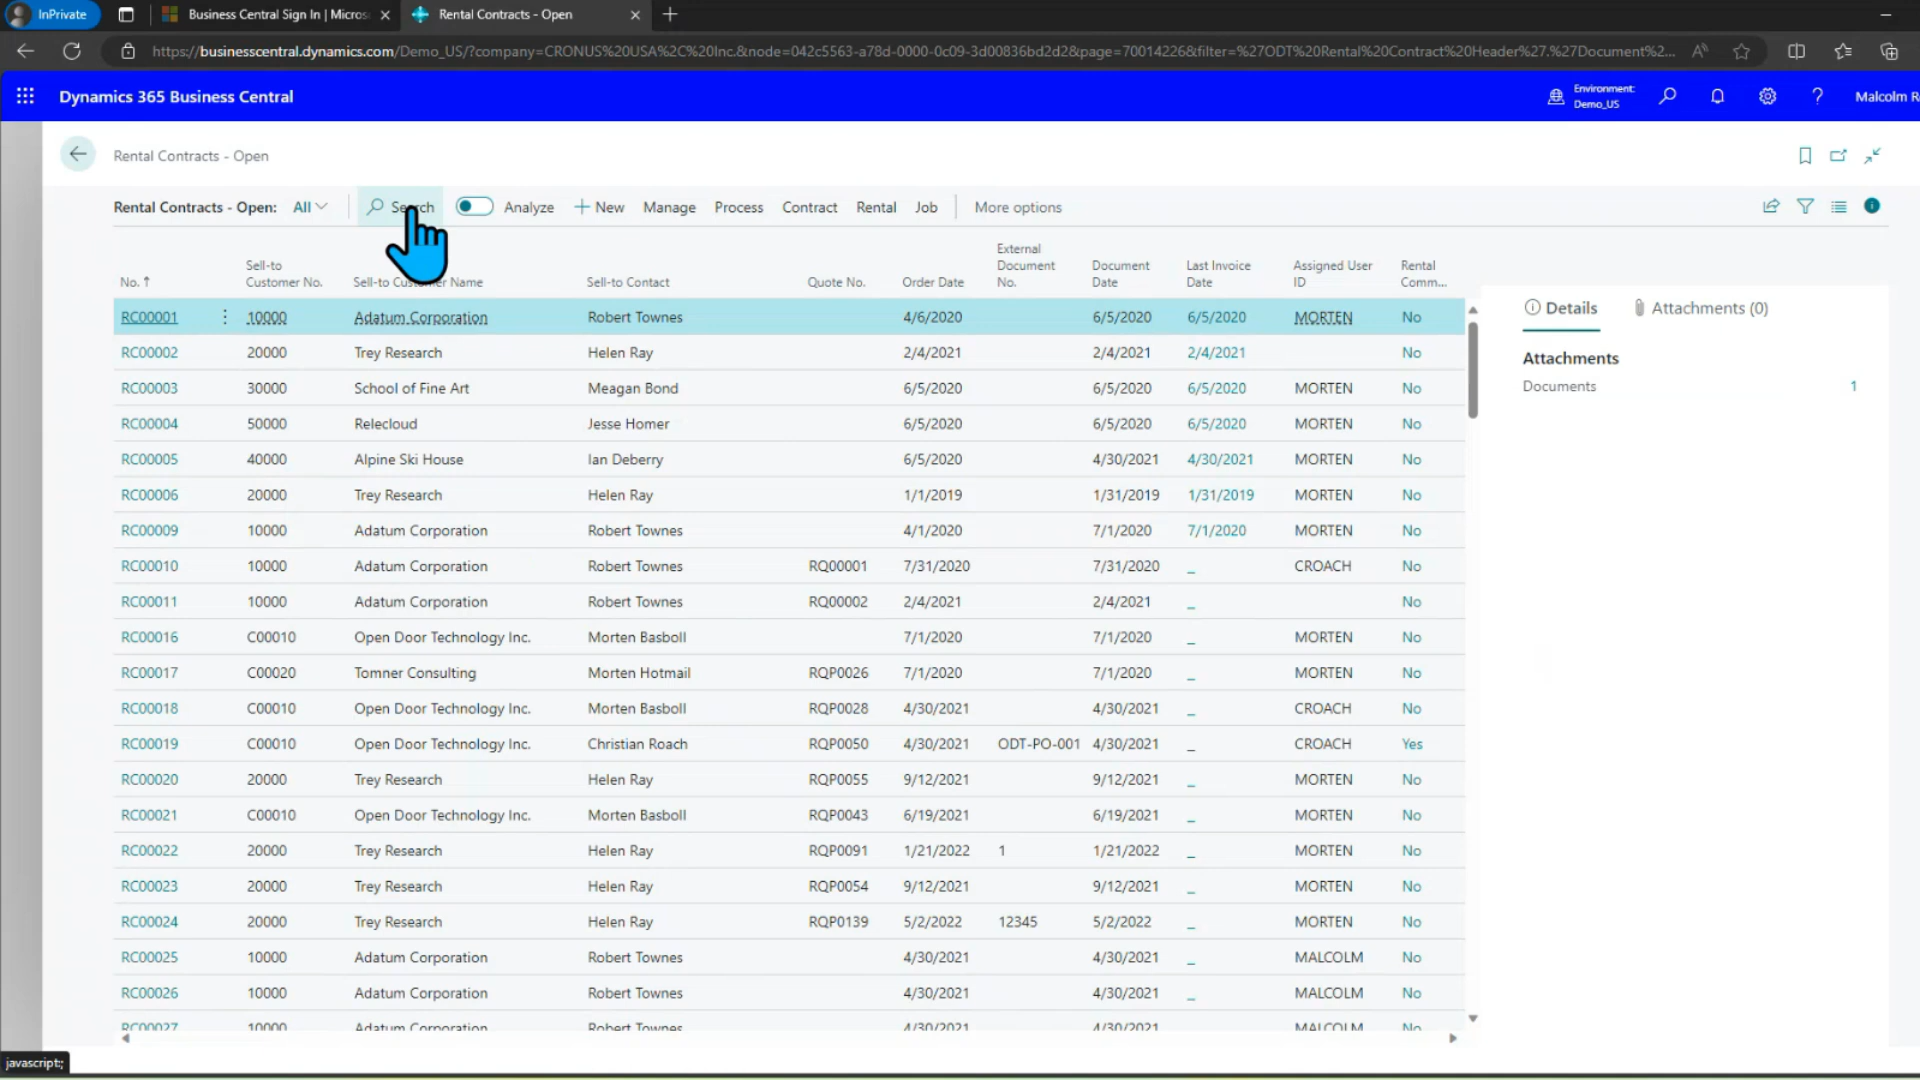 InPrivate
Business Central Sign In | Micros
Rental Contracts - Open
https://businesscentral.dynamics.com/Demo_US/?company=CRONUS%20USA%2C%20Inc.&node=042c5563-a78d-0000-0c09-3d00836bd2d2&page=70014226&filter=%27ODT%20Rental%20Contract%20Header%27.%27Document%2...
Dynamics 365 Business Central
Environment:
Demo_US
Malcolm R
Rental Contracts - Open
Rental Contracts - Open: All Search Analyze New Manage Process Contract Rental Job More options
No. ↑ Sell-to Customer No. Sell-to Customer Name Sell-to Contact Quote No. Order Date External Document No. Document Date Last Invoice Date Assigned User ID Rental Comm...
RC00001 10000 Adatum Corporation Robert Townes 4/6/2020 6/5/2020 6/5/2020 MORTEN No
RC00002 20000 Trey Research Helen Ray 2/4/2021 2/4/2021 2/4/2021 No
RC00003 30000 School of Fine Art Meagan Bond 6/5/2020 6/5/2020 6/5/2020 MORTEN No
RC00004 50000 Relecloud Jesse Homer 6/5/2020 6/5/2020 6/5/2020 MORTEN No
RC00005 40000 Alpine Ski House Ian Deberry 6/5/2020 4/30/2021 4/30/2021 MORTEN No
RC00006 20000 Trey Research Helen Ray 1/1/2019 1/31/2019 1/31/2019 MORTEN No
RC00009 10000 Adatum Corporation Robert Townes 4/1/2020 7/1/2020 7/1/2020 MORTEN No
RC00010 10000 Adatum Corporation Robert Townes RQ00001 7/31/2020 7/31/2020 _ CROACH No
RC00011 10000 Adatum Corporation Robert Townes RQ00002 2/4/2021 2/4/2021 _ No
RC00016 C00010 Open Door Technology Inc. Morten Basboll 7/1/2020 7/1/2020 _ MORTEN No
RC00017 C00020 Tomner Consulting Morten Hotmail RQP0026 7/1/2020 7/1/2020 _ MORTEN No
RC00018 C00010 Open Door Technology Inc. Morten Basboll RQP0028 4/30/2021 4/30/2021 _ CROACH No
RC00019 C00010 Open Door Technology Inc. Christian Roach RQP0050 4/30/2021 ODT-PO-001 4/30/2021 _ CROACH Yes
RC00020 20000 Trey Research Helen Ray RQP0055 9/12/2021 9/12/2021 _ MORTEN No
RC00021 C00010 Open Door Technology Inc. Morten Basboll RQP0043 6/19/2021 6/19/2021 _ MORTEN No
RC00022 20000 Trey Research Helen Ray RQP0091 1/21/2022 1 1/21/2022 _ MORTEN No
RC00023 20000 Trey Research Helen Ray RQP0054 9/12/2021 9/12/2021 _ MORTEN No
RC00024 20000 Trey Research Helen Ray RQP0139 5/2/2022 12345 5/2/2022 _ MORTEN No
RC00025 10000 Adatum Corporation Robert Townes 4/30/2021 4/30/2021 _ MALCOLM No
RC00026 10000 Adatum Corporation Robert Townes 4/30/2021 4/30/2021 _ MALCOLM No
RC00027 10000 Adatum Corporation Robert Townes 4/30/2021 4/30/2021 MALCOLM No
Details Attachments (0)
Attachments
Documents 1
javascript:;